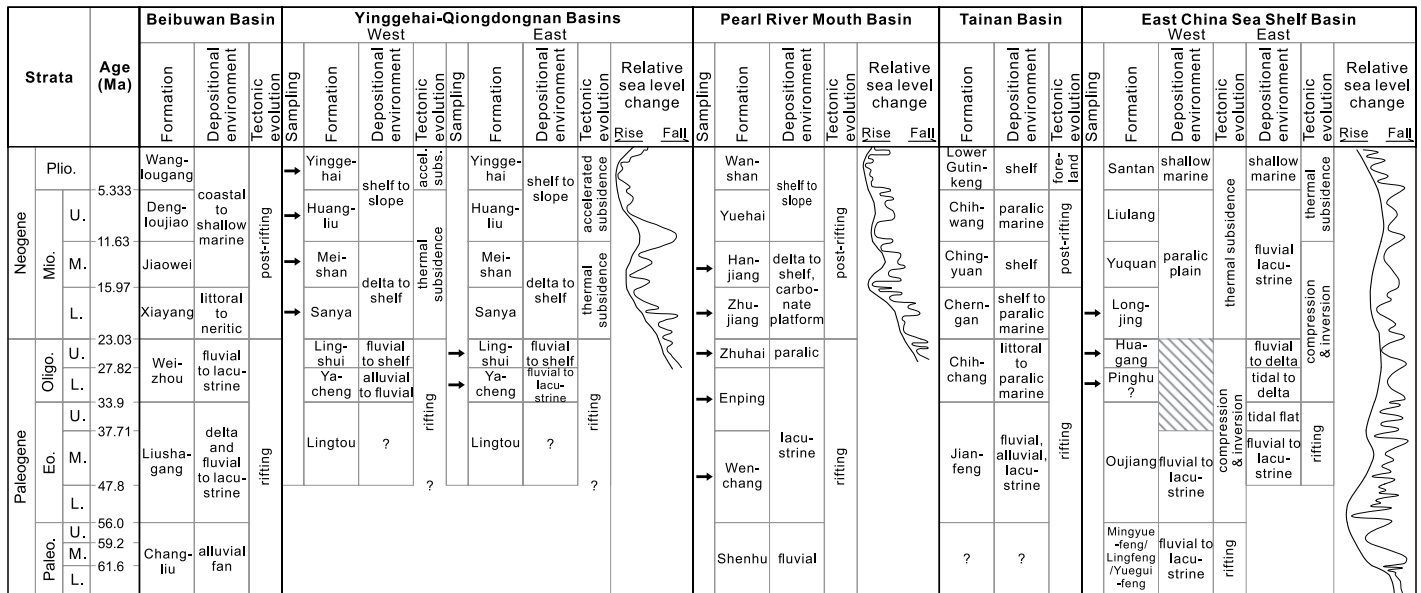 Strata
Age
(Ma)
Beibuwan Basin
Formation
Depositional
environment
Tectonic
evolution
Yinggehai-Qiongdongnan Basins
West
East
Sampling
Formation
Depositional
environment
Tectonic
evolution
Sampling
Formation
Depositional
environment
Tectonic
evolution
Relative
sea level
change
Rise
Fall
Pearl River Mouth Basin
Sampling
Formation
Depositional
environment
Tectonic
evolution
Relative
sea level
change
Rise
Fall
Tainan Basin
Formation
Depositional
environment
Tectonic
evolution
East China Sea Shelf Basin
West
East
Sampling
Formation
Depositional
environment
Tectonic
evolution
Depositional
environment
Tectonic
evolution
Relative
sea level
change
Rise
Fall
Neogene
Plio.
Mio.
U.
M.
L.
Paleogene
Oligo.
U.
L.
Eo.
U.
M.
L.
Paleo.
U.
M.
L.
5.333
11.63
15.97
23.03
27.82
33.9
37.71
47.8
56.0
59.2
61.6
Wang-
lougang
Deng-
loujiao
Jiaowei
Xiayang
Wei-
zhou
Liusha-
gang
Chang-
liu
coastal
to
shallow
marine
littoral
to
neritic
fluvial
to lacu-
strine
delta
and
fluvial
to lacu-
strine
alluvial
fan
post-rifting
rifting
Yingge-
hai
Huang-
liu
Mei-
shan
Sanya
Ling-
shui
Ya-
cheng
Lingtou
shelf to
slope
delta to
shelf
fluvial
to shelf
alluvial
to fluvial
?
accel.
subs.
thermal
subsidence
rifting
?
Yingge-
hai
Huang-
liu
Mei-
shan
Sanya
Ling-
shui
Ya-
cheng
Lingtou
shelf to
slope
delta to
shelf
fluvial
to shelf
fluvial to
lacu-
strine
?
accelerated
subsidence
thermal
subsidence
rifting
?
Wan-
shan
Yuehai
Han-
jiang
Zhu-
jiang
Zhuhai
Enping
Wen-
chang
Shenhu
shelf to
slope
delta to
shelf,
carbo-
nate
platform
paralic
lacu-
strine
fluvial
post-rifting
rifting
Lower
Gutin-
keng
Chih-
wang
Ching-
yuan
Chern-
gan
Chih-
chang
Jian-
feng
?
shelf
paralic
marine
shelf
shelf to
paralic
marine
littoral
to
paralic
marine
fluvial,
alluvial,
lacu-
strine
?
fore-
land
post-rifting
rifting
Santan
Liulang
Yuquan
Long-
jing
Hua-
gang
Pinghu
?
Oujiang
Mingyue
-feng/
Lingfeng
/Yuegui
-feng
shallow
marine
paralic
plain
fluvial to
lacu-
strine
fluvial to
lacu-
strine
thermal subsidence
compression
& inversion
rifting
shallow
marine
fluvial
lacu-
strine
fluvial
to delta
tidal to
delta
tidal flat
fluvial to
lacu-
strine
thermal
subsidence
compression
& inversion
rifting